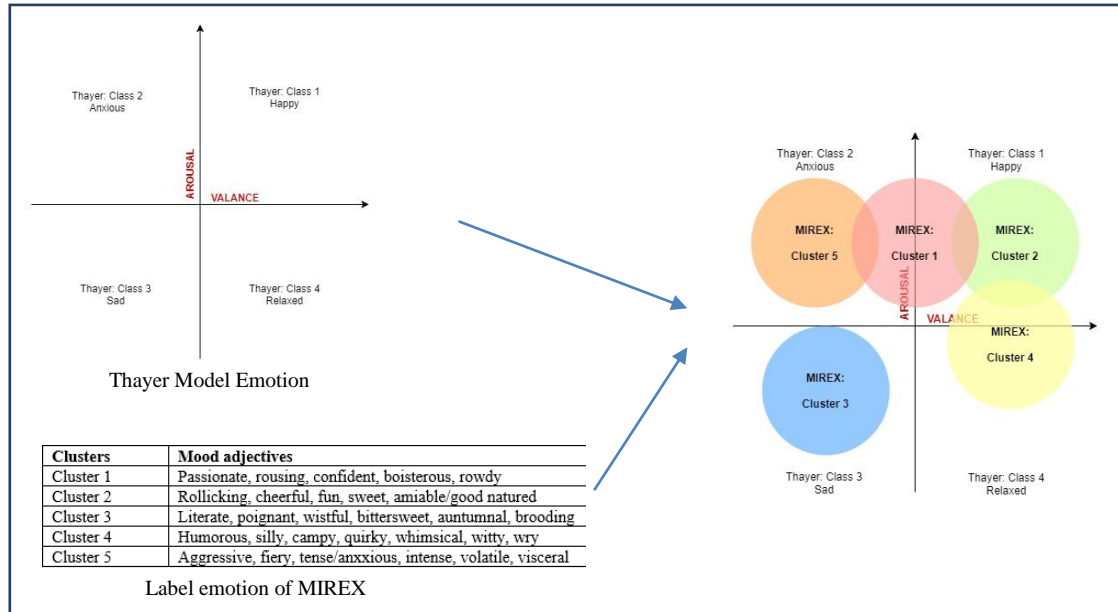 Thayer: Class 2
Anxious
Thayer: Class 1
Happy
AROUSAL
VALANCE
Thayer: Class 3
Sad
Thayer: Class 4
Relaxed
Thayer Model Emotion
Clusters Mood adjectives
Cluster 1 Passionate, rousing, confident, boisterous, rowdy
Cluster 2 Rollicking, cheerful, fun, sweet, amiable/good natured
Cluster 3 Literate, poignant, wistful, bittersweet, auntumnal, brooding
Cluster 4 Humorous, silly, campy, quirky, whimsical, witty, wry
Cluster 5 Aggressive, fiery, tense/anxxious, intense, volatile, visceral
Label emotion of MIREX
Thayer: Class 2
Anxious
Thayer: Class 1
Happy
MIREX:
Cluster 5
MIREX:
Cluster 1
MIREX:
Cluster 2
AROUSAL
VALANCE
MIREX:
Cluster 4
MIREX:
Cluster 3
Thayer: Class 3
Sad
Thayer: Class 4
Relaxed